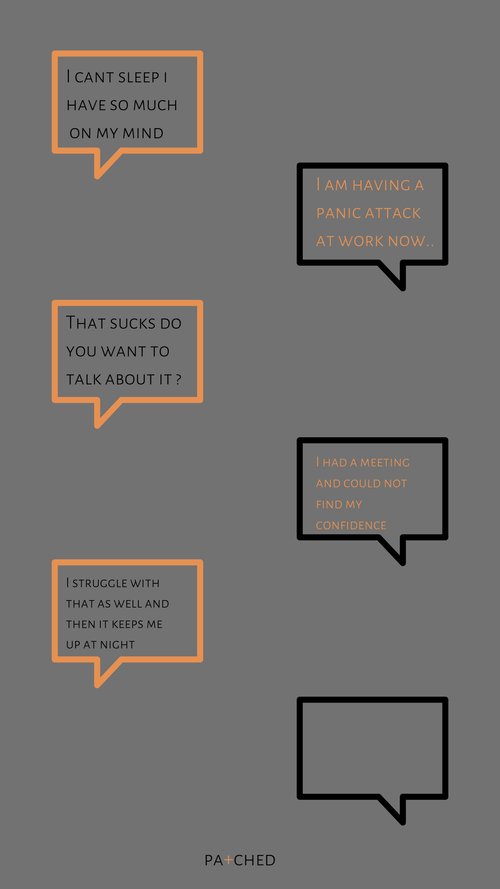 I cant sleep i
have so much
on my mind
I am having a
panic attack
at work now..
That sucks do
you want to
talk about it ?
I had a meeting
and could not
find my
confidence
I struggle with
that as well and
then it keeps me
up at night
PA+CHED